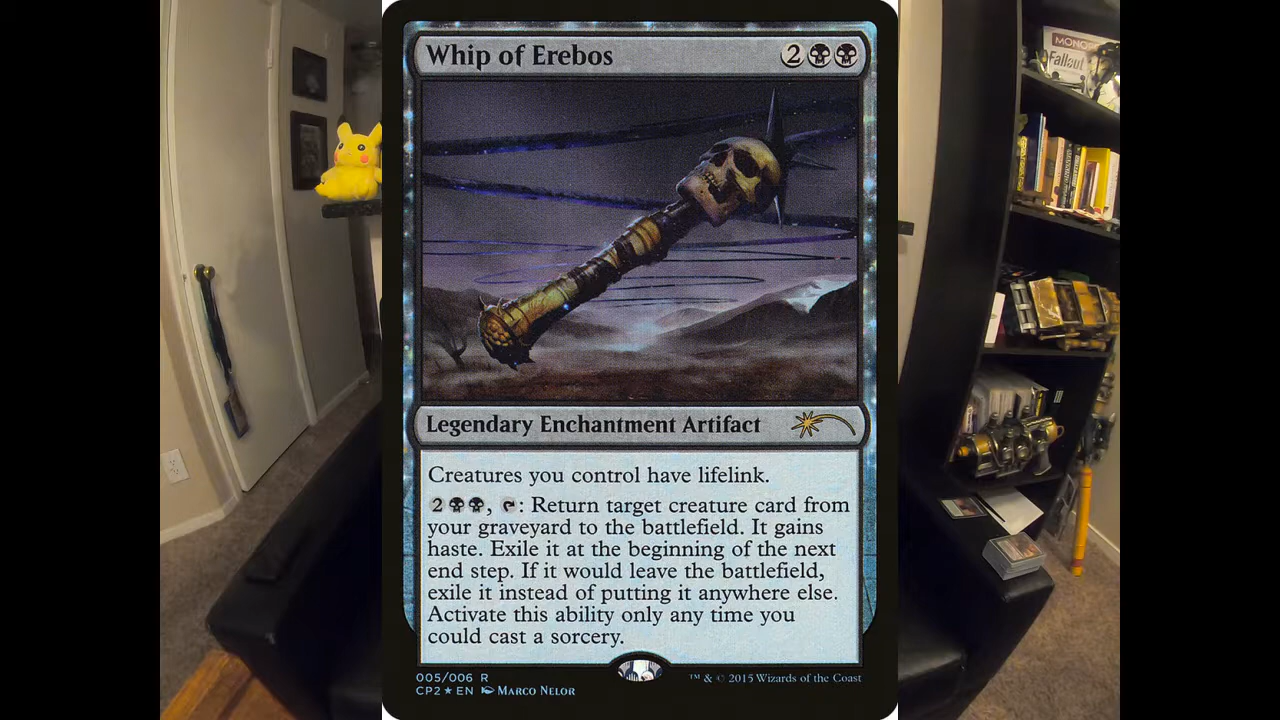 Whip of Erebos 2
Legendary Enchantment Artifact
Creatures you control have lifelink.
2, : Return target creature card from
your graveyard to the battlefield. It gains
haste. Exile it at the beginning of the next
end step. If it would leave the battlefield,
exile it instead of putting it anywhere else.
Activate this ability only any time you
could cast a sorcery.
005/006 R
CP2 ★ EN Marco Nelor
™ & © 2015 Wizards of the Coast
MONOP
Fallout